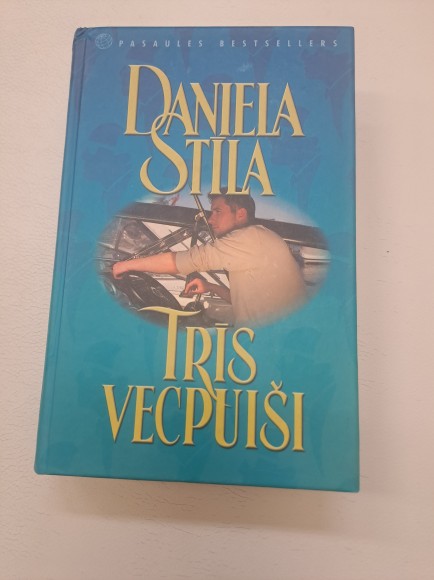 PASAULES BESTSELLERS
DANIELA
STĪLA
TRĪS
VECPUIŠI